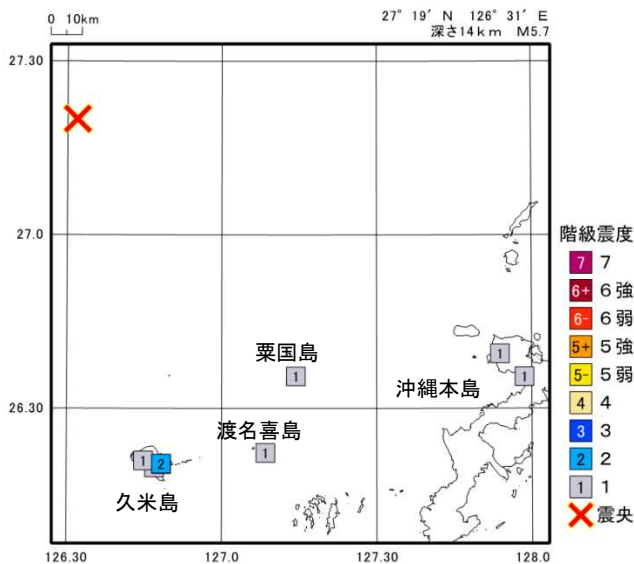 0 10km
27° 19′ N 126° 31′ E
深さ14km M5.7
27.30
27.0
26.30
126.30
127.0
127.30
128.0
粟国島
1
沖縄本島
1
1
渡名喜島
1
久米島
1
2
階級震度
7 7
6+ 6強
6- 6弱
5+ 5強
5- 5弱
4 4
3 3
2 2
1 1
震央